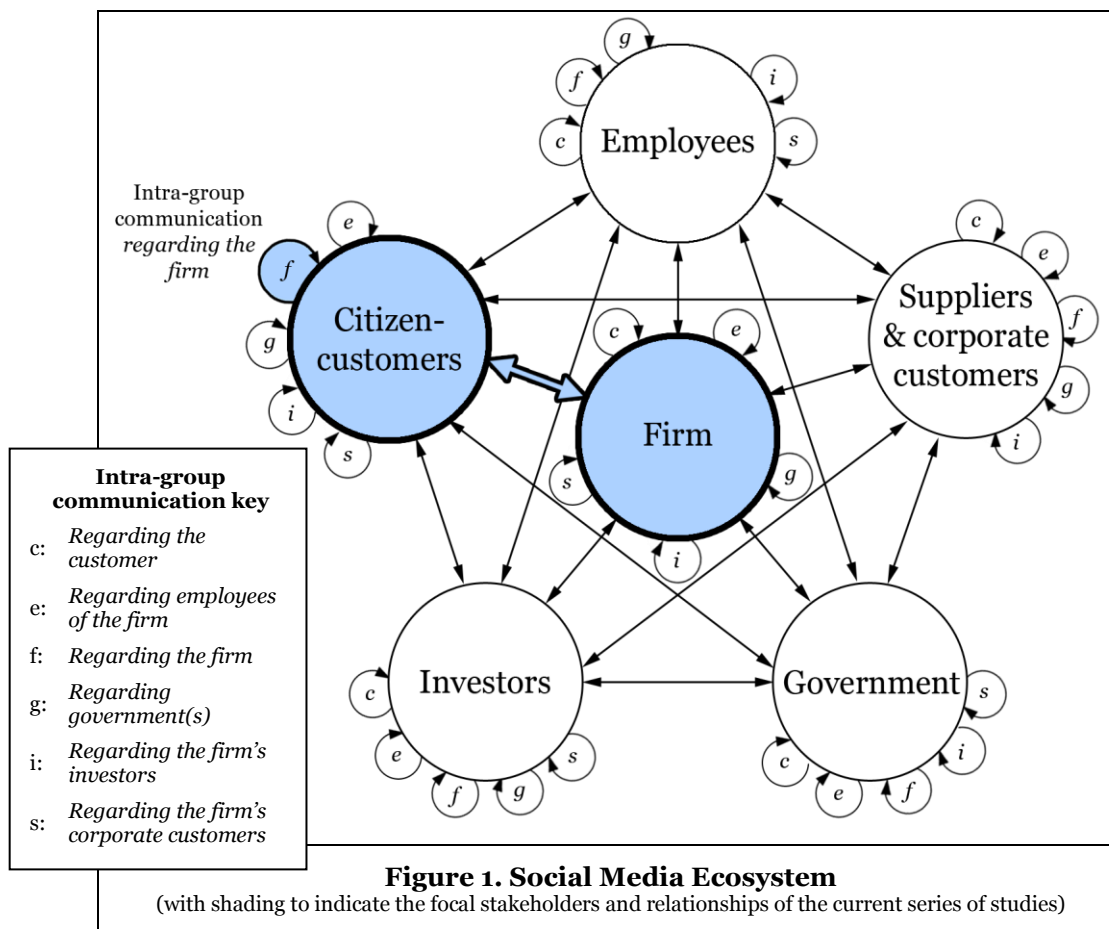 g
f
i
c
s
Employees
Intra-group
communication
regarding the
firm
e
f
g
i
s
Citizen-
customers
c
e
f
g
i
Suppliers
& corporate
customers
c
e
s
g
i
Firm
Intra-group
communication key
c: Regarding the
customer
e: Regarding employees
of the firm
f: Regarding the firm
g: Regarding
government(s)
i: Regarding the firm’s
investors
s: Regarding the firm’s
corporate customers
Investors
c
e
f
g
s
Government
s
i
c
e
f
Figure 1. Social Media Ecosystem
(with shading to indicate the focal stakeholders and relationships of the current series of studies)